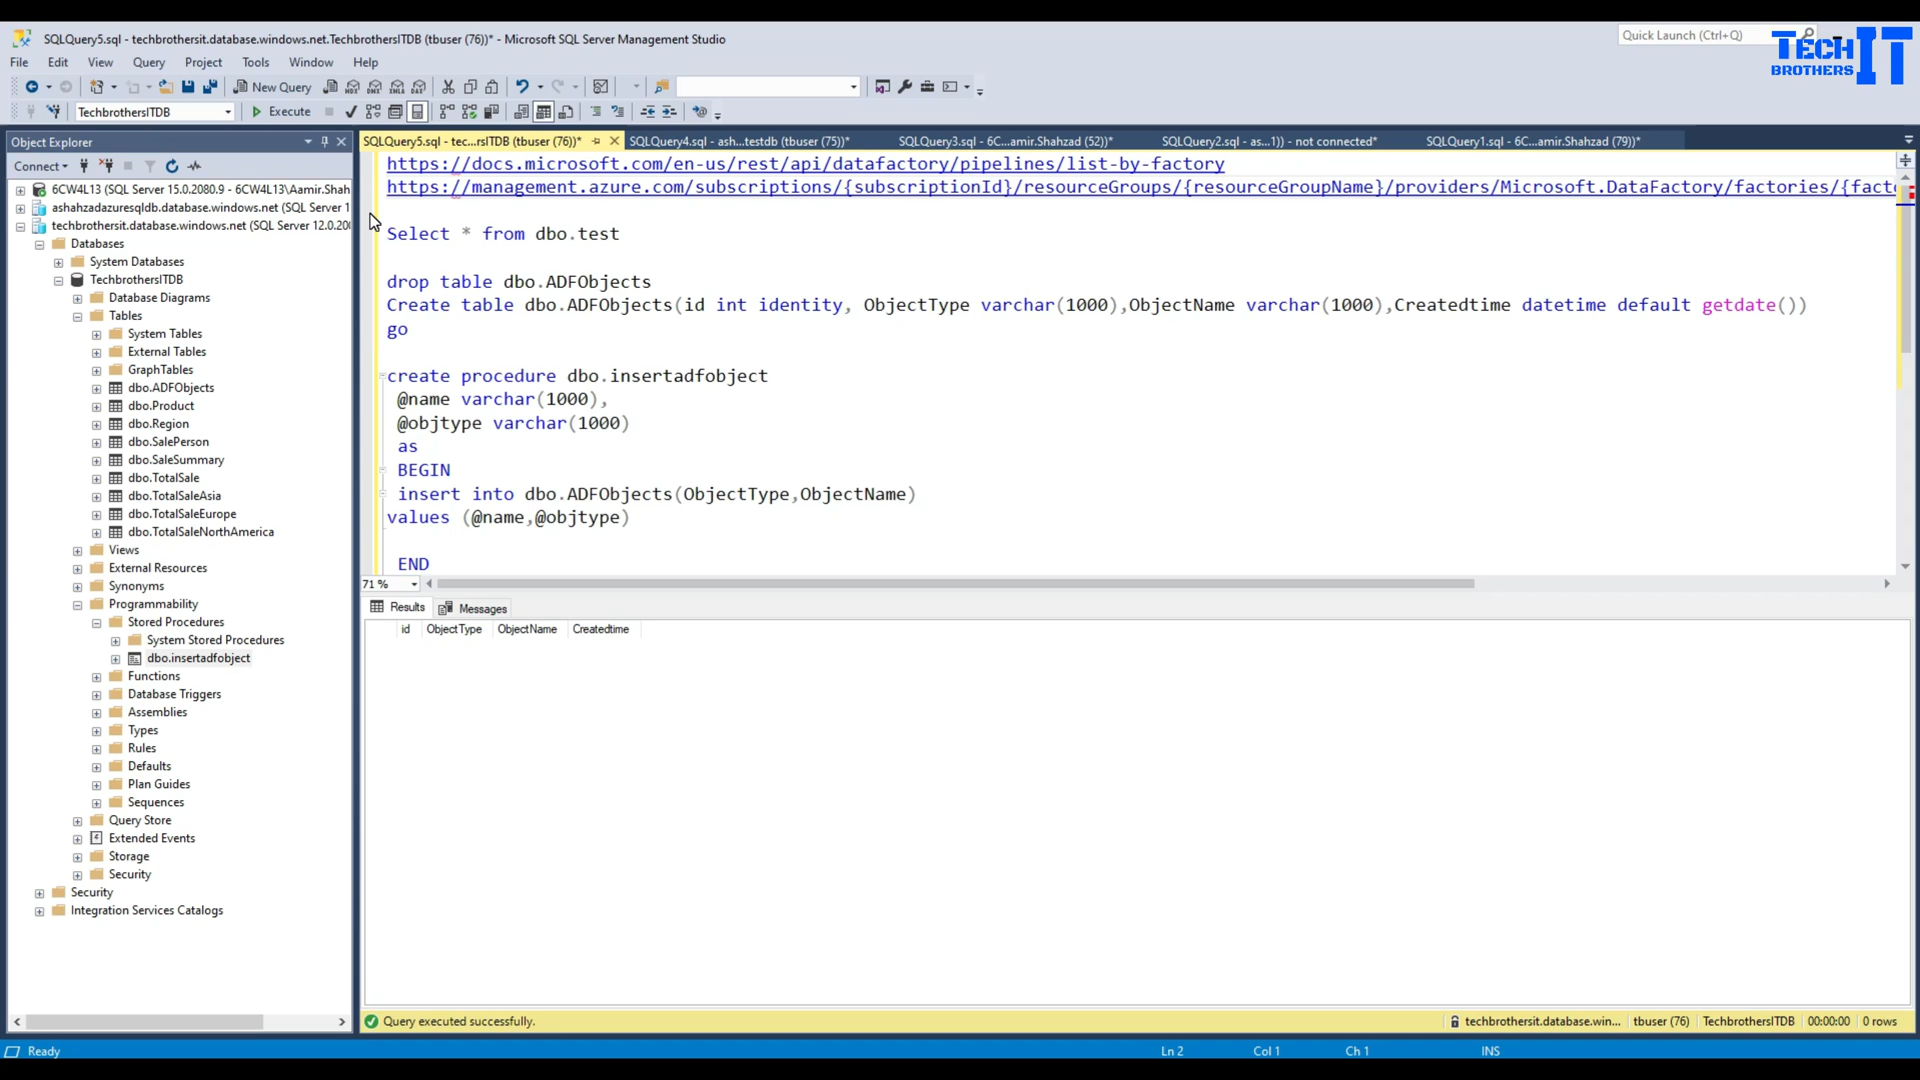 SQLQuery5.sql - techbrothersit.database.windows.net.TechbrothersITDB (tbuser (76))* - Microsoft SQL Server Management Studio
Quick Launch (Ctrl+Q)
TECH IT
BROTHERS
File Edit View Query Project Tools Window Help
New Query
TechbrothersITDB
Execute
Object Explorer
SQLQuery5.sql - tec...rsITDB (tbuser (76))*
SQLQuery4.sql - ash...testdb (tbuser (75))*
SQLQuery3.sql - 6C...amir.Shahzad (52))*
SQLQuery2.sql - as...1)) - not connected*
SQLQuery1.sql - 6C...amir.Shahzad (79))*
Connect
6CW4L13 (SQL Server 15.0.2080.9 - 6CW4L13\Aamir.Shah
ashahzadazuresqldb.database.windows.net (SQL Server 1
techbrothersit.database.windows.net (SQL Server 12.0.200
Databases
System Databases
TechbrothersITDB
Database Diagrams
Tables
System Tables
External Tables
GraphTables
dbo.ADFObjects
dbo.Product
dbo.Region
dbo.SalePerson
dbo.SaleSummary
dbo.TotalSale
dbo.TotalSaleAsia
dbo.TotalSaleEurope
dbo.TotalSaleNorthAmerica
Views
External Resources
Synonyms
Programmability
Stored Procedures
System Stored Procedures
dbo.insertadfobject
Functions
Database Triggers
Assemblies
Types
Rules
Defaults
Plan Guides
Sequences
Query Store
Extended Events
Storage
Security
Security
Integration Services Catalogs
https://docs.microsoft.com/en-us/rest/api/datafactory/pipelines/list-by-factory
https://management.azure.com/subscriptions/{subscriptionId}/resourceGroups/{resourceGroupName}/providers/Microsoft.DataFactory/factories/{facto
Select * from dbo.test
drop table dbo.ADFObjects
Create table dbo.ADFObjects(id int identity, ObjectType varchar(1000),ObjectName varchar(1000),Createdtime datetime default getdate())
go
create procedure dbo.insertadfobject
@name varchar(1000),
@objtype varchar(1000)
as
BEGIN
insert into dbo.ADFObjects(ObjectType,ObjectName)
values (@name,@objtype)
END
71 %
Results Messages
id ObjectType ObjectName Createdtime
Query executed successfully.
techbrothersit.database.win... tbuser (76) TechbrothersITDB 00:00:00 0 rows
Ready
Ln 2 Col 1 Ch 1 INS